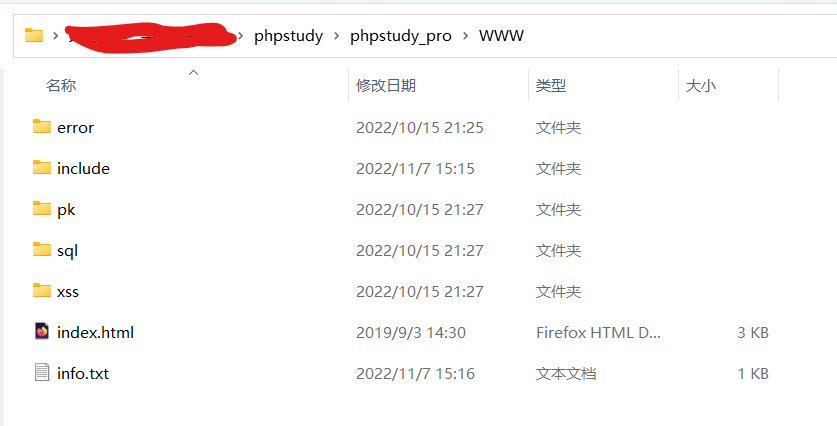 phpstudy > phpstudy_pro > WWW
名称 修改日期 类型 大小
error 2022/10/15 21:25 文件夹
include 2022/11/7 15:15 文件夹
pk 2022/10/15 21:27 文件夹
sql 2022/10/15 21:27 文件夹
xss 2022/10/15 21:27 文件夹
index.html 2019/9/3 14:30 Firefox HTML D... 3 KB
info.txt 2022/11/7 15:16 文本文档 1 KB